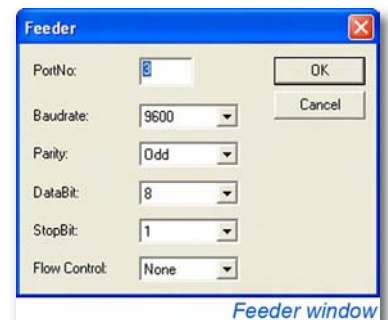 Feeder
PortNo: 3 OK
Cancel
Baudrate: 9600
Parity: Odd
DataBit: 8
StopBit: 1
Flow Control: None
Feeder window